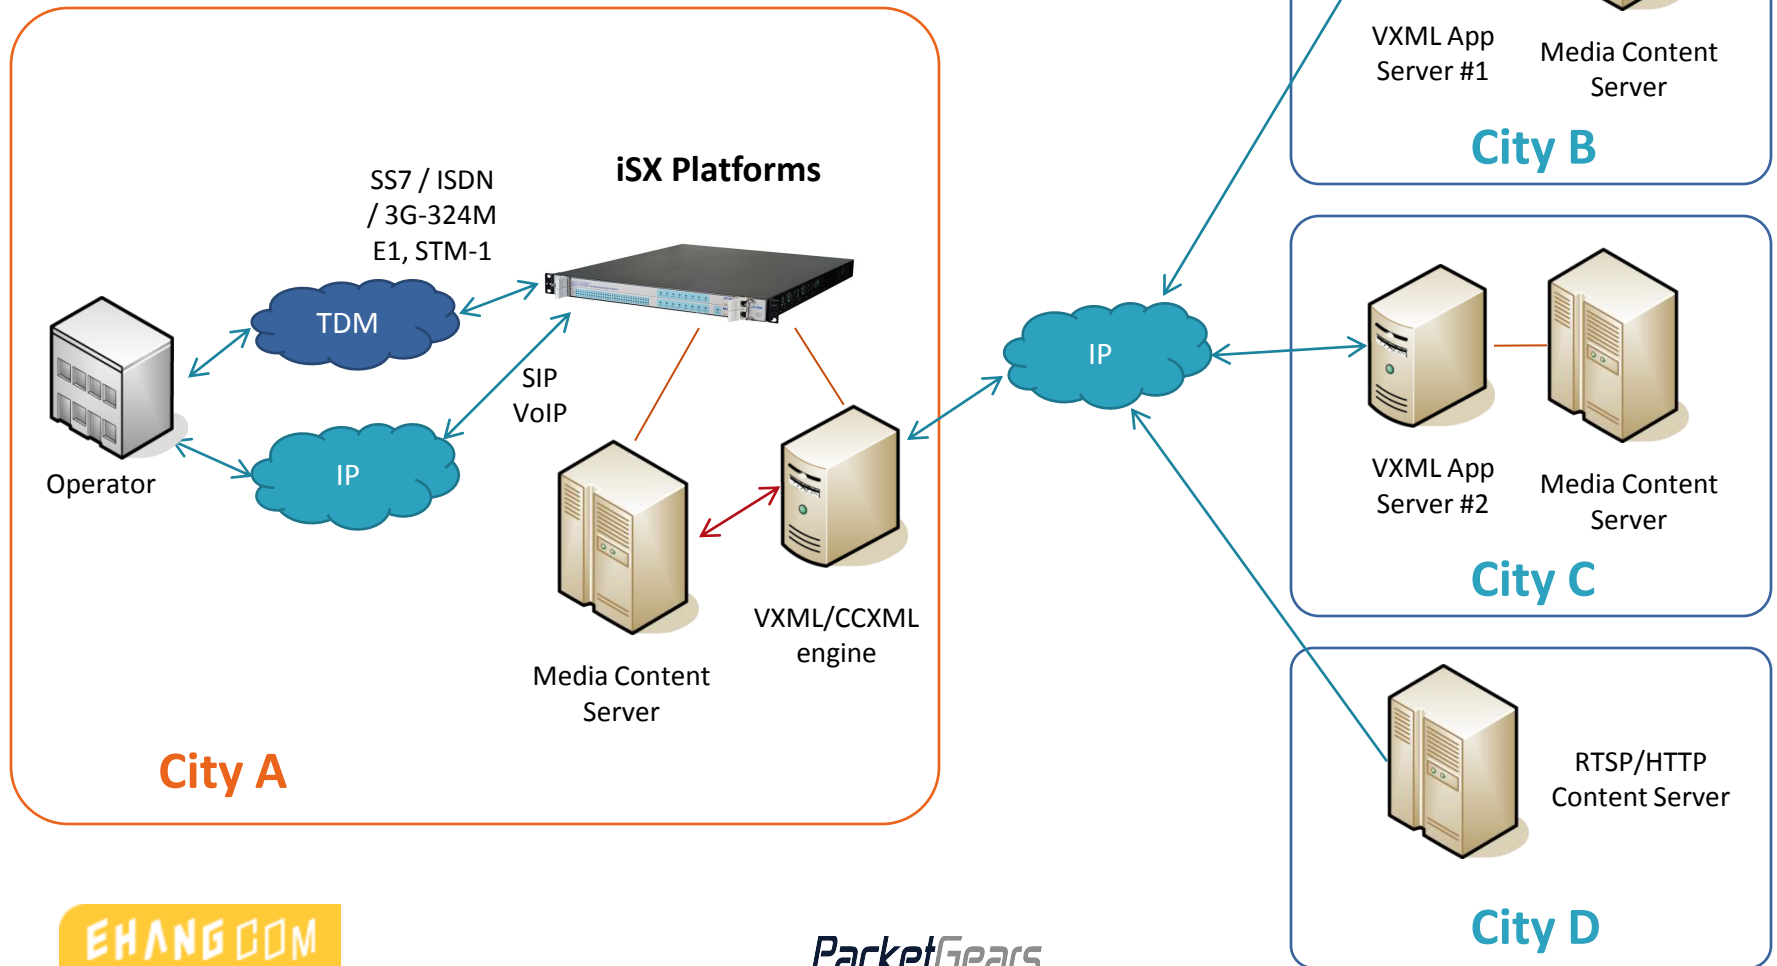 VXML App
Server #1
Media Content
Server
City B
iSX Platforms
SS7 / ISDN
/ 3G-324M
E1, STM-1
TDM
IP
SIP
VoIP
IP
Operator
VXML/CCXML
engine
Media Content
Server
City A
VXML App
Server #2
Media Content
Server
City C
RTSP/HTTP
Content Server
City D
EHANGCOM
PacketGears